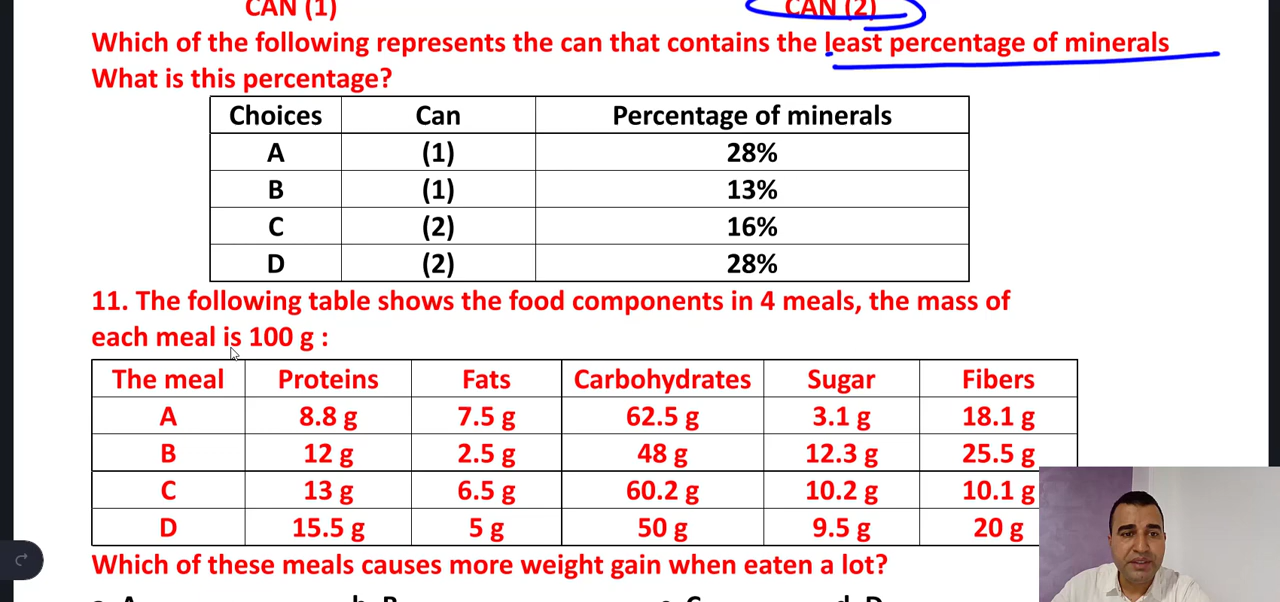 CAN (1) CAN (2)
Which of the following represents the can that contains the least percentage of minerals
What is this percentage?
Choices Can Percentage of minerals
A (1) 28%
B (1) 13%
C (2) 16%
D (2) 28%
11. The following table shows the food components in 4 meals, the mass of
each meal is 100 g :
The meal Proteins Fats Carbohydrates Sugar Fibers
A 8.8 g 7.5 g 62.5 g 3.1 g 18.1 g
B 12 g 2.5 g 48 g 12.3 g 25.5 g
C 13 g 6.5 g 60.2 g 10.2 g 10.1 g
D 15.5 g 5 g 50 g 9.5 g 20 g
Which of these meals causes more weight gain when eaten a lot?